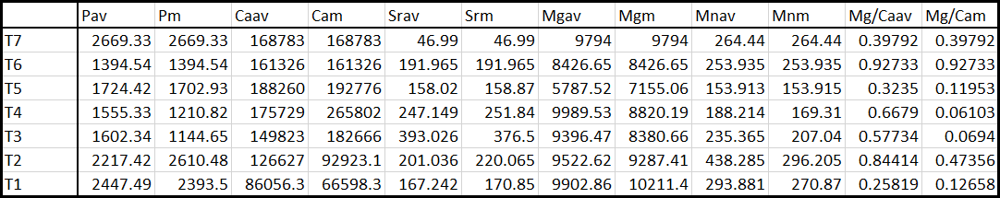 Pav Pm Caav Cam Srav Srm Mgav Mgm Mnav Mnm Mg/Caav Mg/Cam
T7 2669.33 2669.33 168783 168783 46.99 46.99 9794 9794 264.44 264.44 0.39792 0.39792
T6 1394.54 1394.54 161326 161326 191.965 191.965 8426.65 8426.65 253.935 253.935 0.92733 0.92733
T5 1724.42 1702.93 188260 192776 158.02 158.87 5787.52 7155.06 153.913 153.915 0.3235 0.11953
T4 1555.33 1210.82 175729 265802 247.149 251.84 9989.53 8820.19 188.214 169.31 0.6679 0.06103
T3 1602.34 1144.65 149823 182666 393.026 376.5 9396.47 8380.66 235.365 207.04 0.57734 0.0694
T2 2217.42 2610.48 126627 92923.1 201.036 220.065 9522.62 9287.41 438.285 296.205 0.84414 0.47356
T1 2447.49 2393.5 86056.3 66598.3 167.242 170.85 9902.86 10211.4 293.881 270.87 0.25819 0.12658